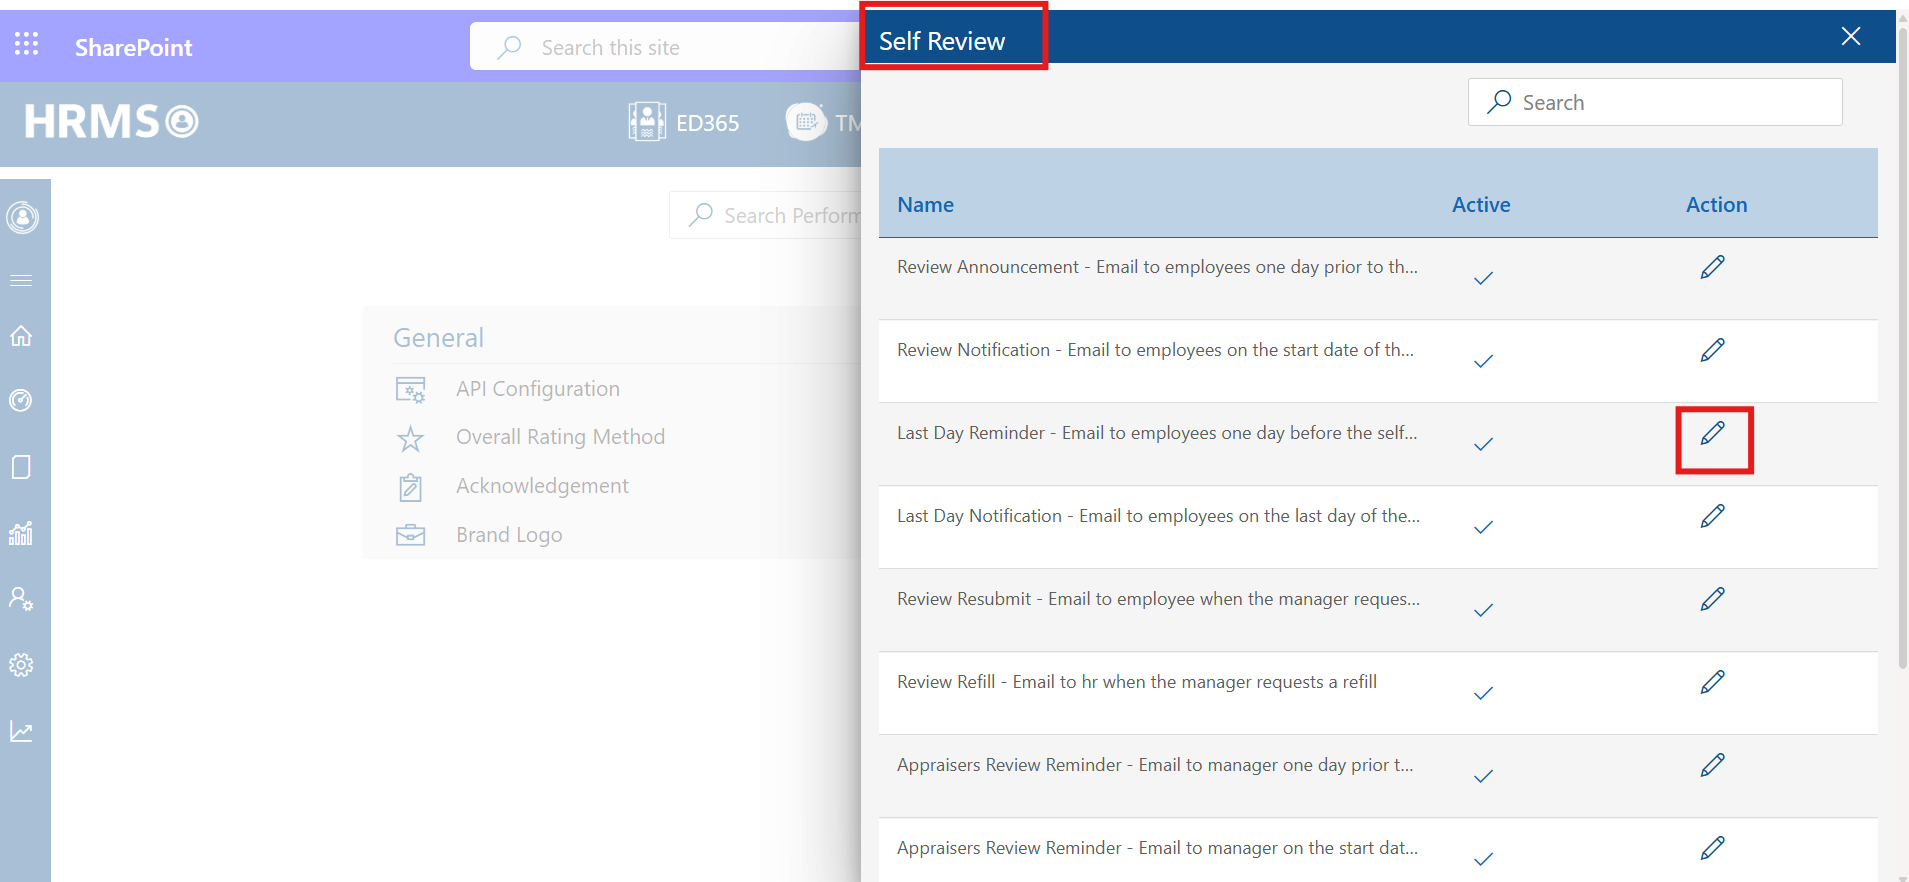 SharePoint
Search this site
HRMS
ED365
TM
Search Perform
General
API Configuration
Overall Rating Method
Acknowledgement
Brand Logo
Self Review
Search
Name Active Action
Review Announcement - Email to employees one day prior to th...
Review Notification - Email to employees on the start date of th...
Last Day Reminder - Email to employees one day before the self...
Last Day Notification - Email to employees on the last day of the...
Review Resubmit - Email to employee when the manager reques...
Review Refill - Email to hr when the manager requests a refill
Appraisers Review Reminder - Email to manager one day prior t...
Appraisers Review Reminder - Email to manager on the start dat...